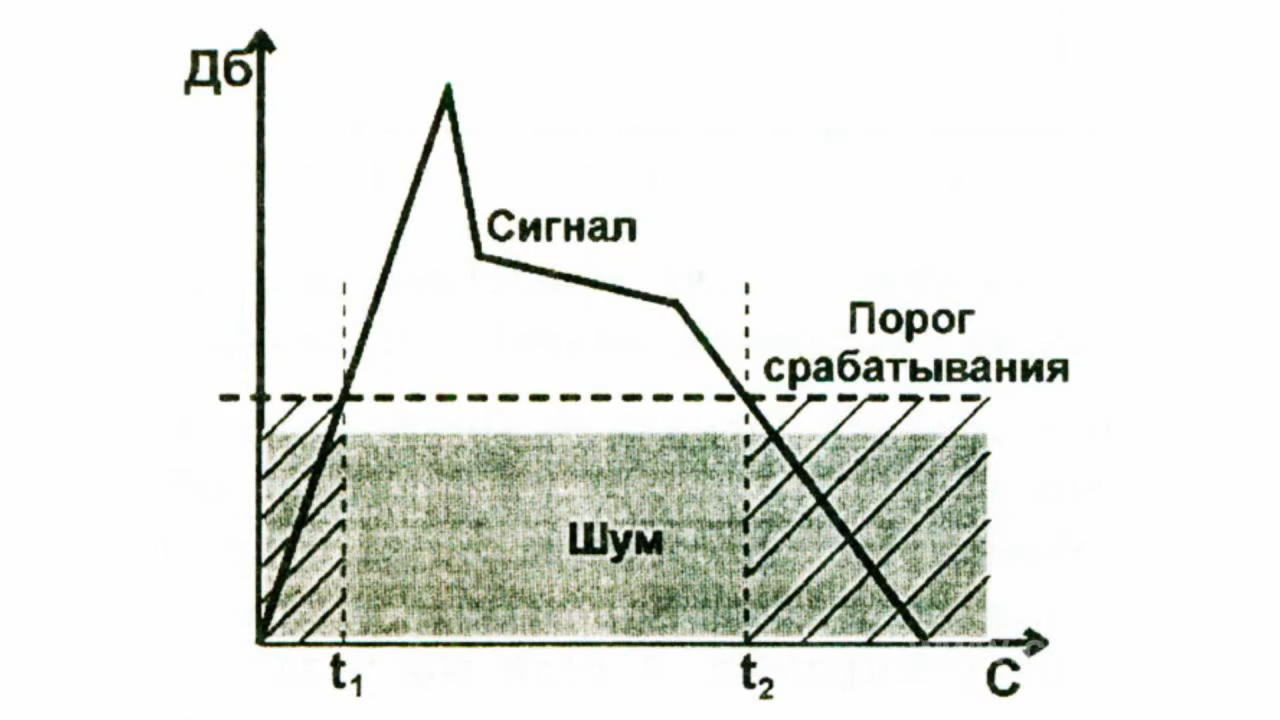 Дб
Сигнал
Порог
срабатывания
Шум
t₁
t₂
С